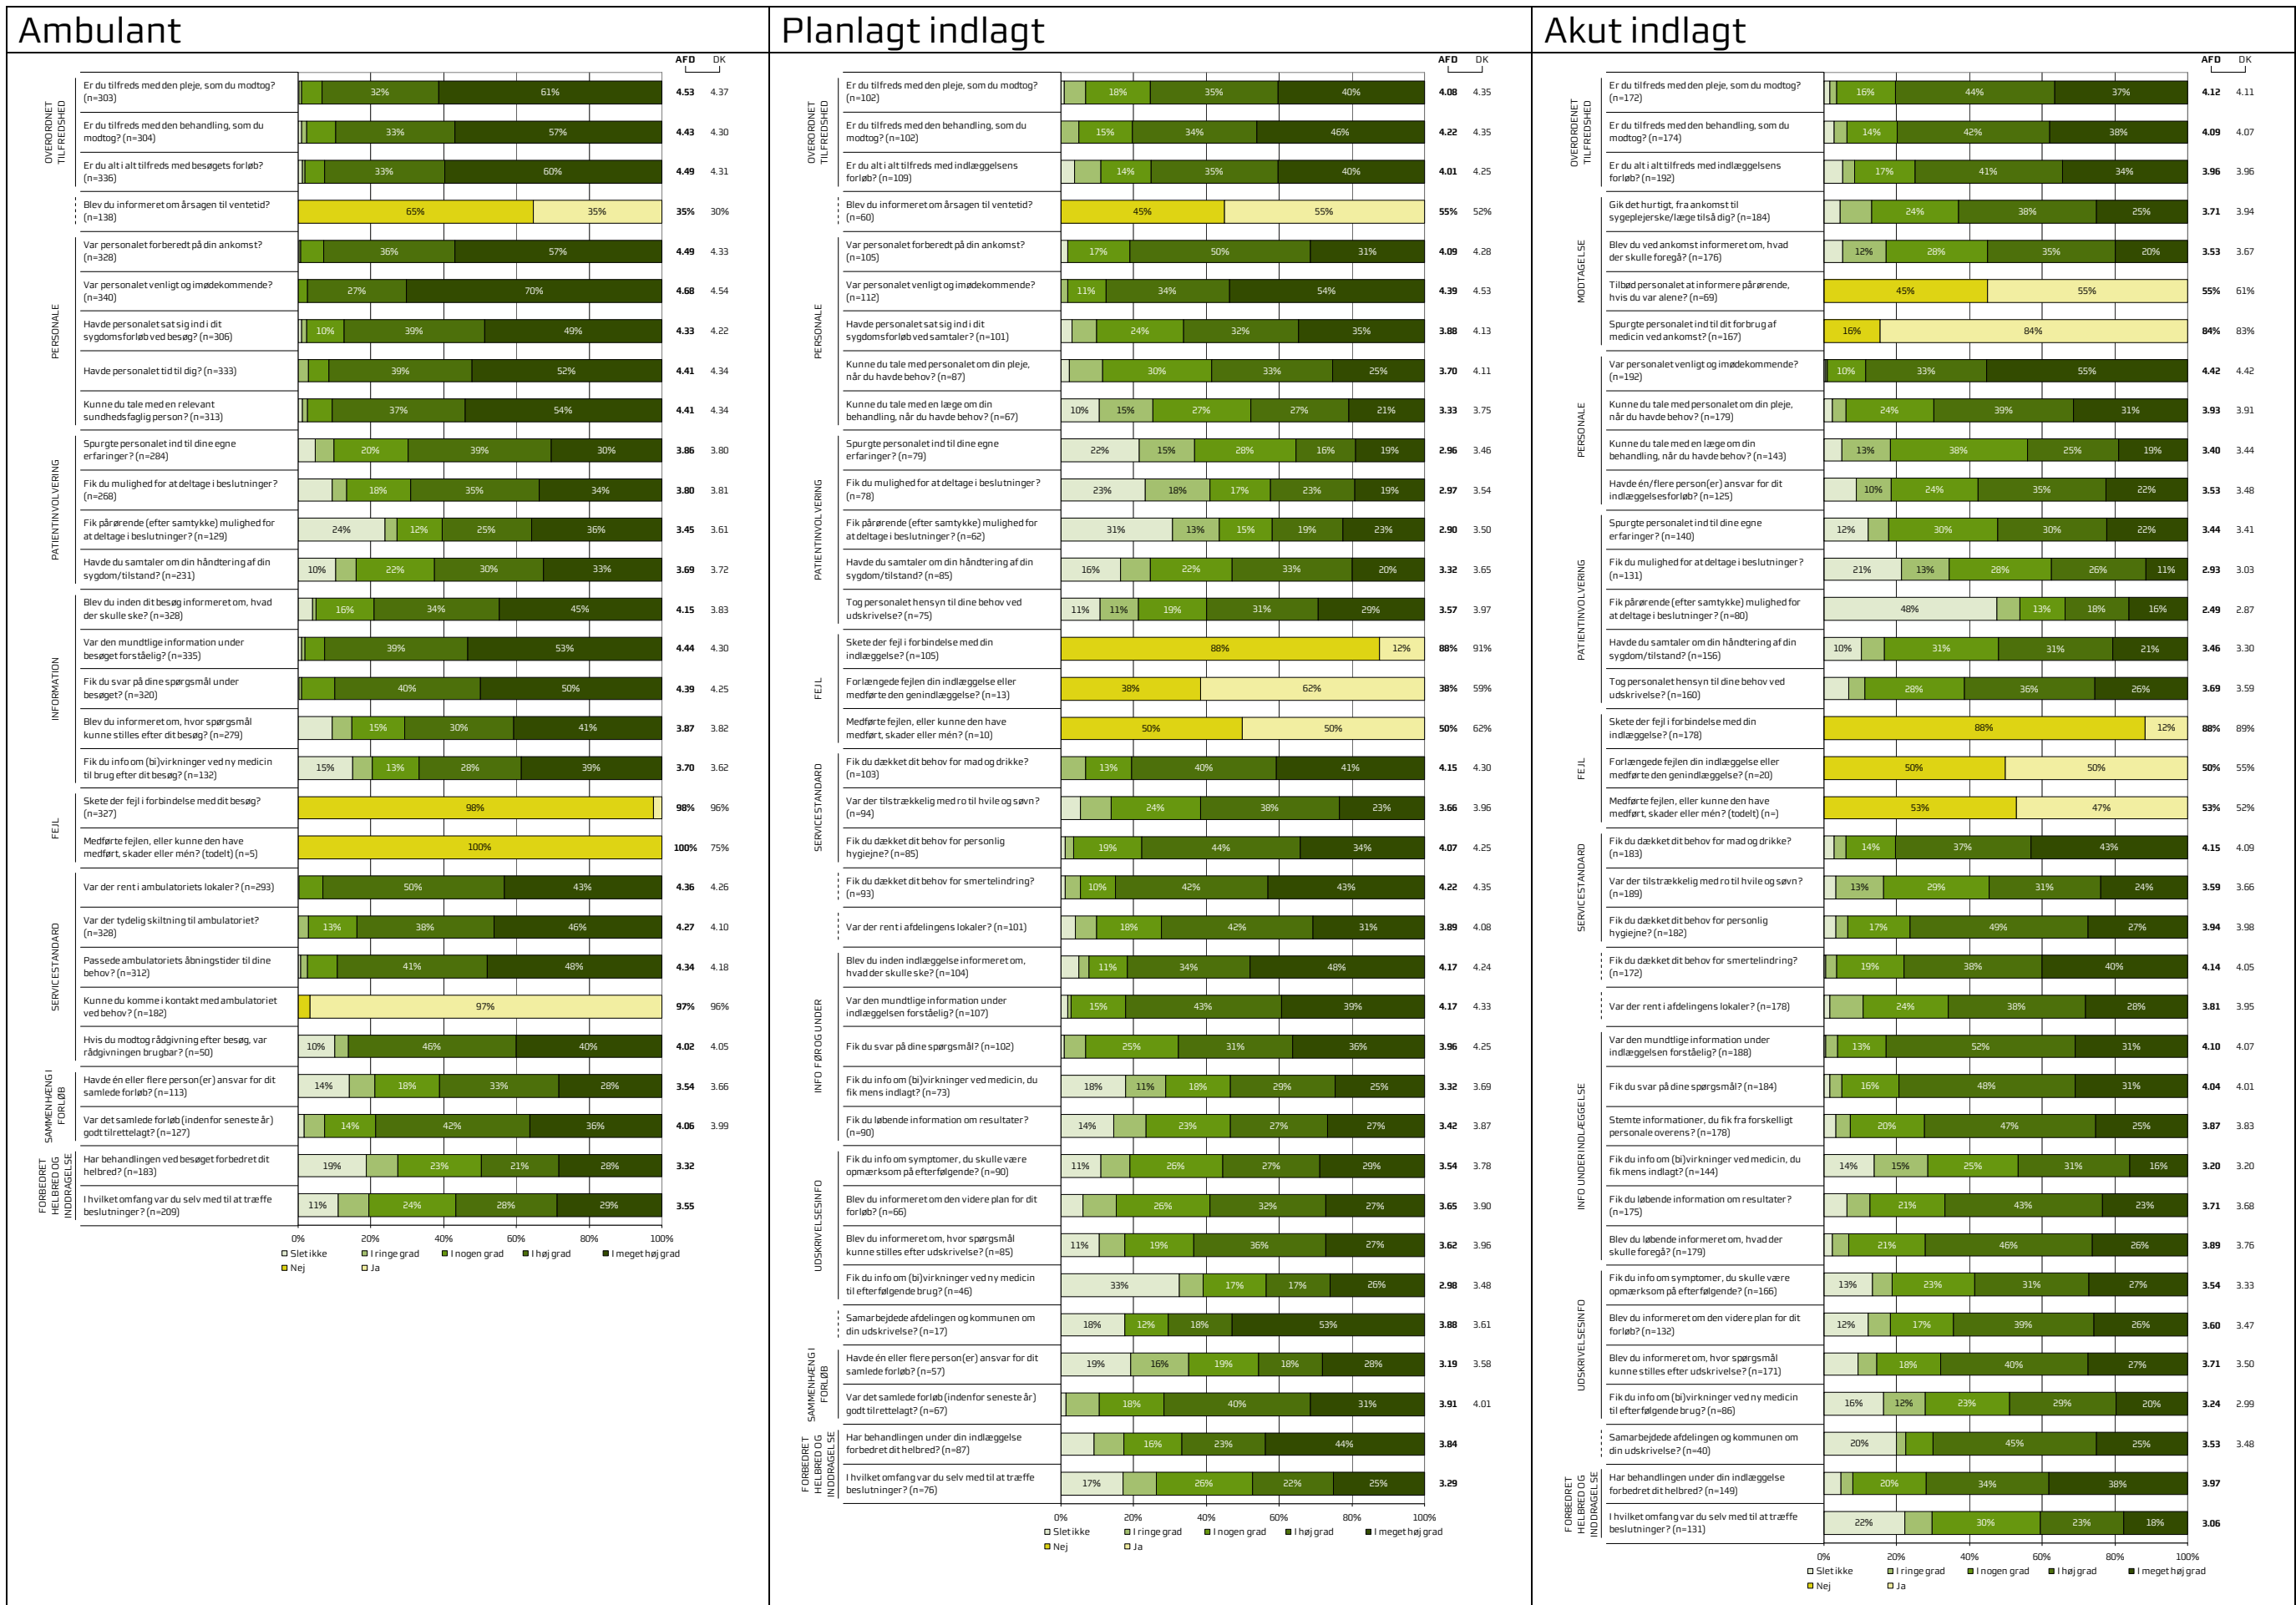 Ambulant
AFD DK
OVERORDNET TILFREDSHED
Er du tilfreds med den pleje, som du modtog?
(n=303)
32% 61% 4.53 4.37
Er du tilfreds med den behandling, som du
modtog? (n=304)
33% 57% 4.43 4.30
Er du alt i alt tilfreds med besøgets forløb?
(n=336)
33% 60% 4.49 4.31
Blev du informeret om årsagen til ventetid?
(n=138)
65% 35% 35% 30%
PERSONALE
Var personalet forberedt på din ankomst?
(n=328)
36% 57% 4.49 4.33
Var personalet venligt og imødekommende?
(n=340)
27% 70% 4.68 4.54
Havde personalet sat sig ind i dit
sygdomsforløb ved besøg? (n=306)
10% 39% 49% 4.33 4.22
Havde personalet tid til dig? (n=333)
39% 52% 4.41 4.34
Kunne du tale med en relevant
sundhedsfaglig person? (n=313)
37% 54% 4.41 4.34
PATIENTINVOLVERING
Spurgte personalet ind til dine egne
erfaringer? (n=284)
20% 39% 30% 3.86 3.80
Fik du mulighed for at deltage i beslutninger?
(n=268)
18% 35% 34% 3.80 3.81
Fik pårørende (efter samtykke) mulighed for
at deltage i beslutninger? (n=129)
24% 12% 25% 36% 3.45 3.61
Havde du samtaler om din håndtering af din
sygdom/tilstand? (n=231)
10% 22% 30% 33% 3.69 3.72
INFORMATION
Blev du inden dit besøg informeret om, hvad
der skulle ske? (n=328)
16% 34% 45% 4.15 3.83
Var den mundtlige information under
besøget forståelig? (n=335)
39% 53% 4.44 4.30
Fik du svar på dine spørgsmål under
besøget? (n=320)
40% 50% 4.39 4.25
Blev du informeret om, hvor spørgsmål
kunne stilles efter dit besøg? (n=279)
15% 30% 41% 3.87 3.82
Fik du info om (bi)virkninger ved ny medicin
til brug efter dit besøg? (n=132)
15% 13% 28% 39% 3.70 3.62
FEJL
Skete der fejl i forbindelse med dit besøg?
(n=327)
98% 98% 96%
Medførte fejlen, eller kunne den have
medført, skader eller mén? (todelt) (n=5)
100% 100% 75%
SERVICESTANDARD
Var der rent i ambulatoriets lokaler? (n=293)
50% 43% 4.36 4.26
Var der tydelig skiltning til ambulatoriet?
(n=328)
13% 38% 46% 4.27 4.10
Passede ambulatoriets åbningstider til dine
behov? (n=312)
41% 48% 4.34 4.18
Kunne du komme i kontakt med ambulatoriet
ved behov? (n=182)
97% 97% 96%
Hvis du modtog rådgivning efter besøg, var
rådgivningen brugbar? (n=50)
10% 46% 40% 4.02 4.05
SAMMENHÆNG I FORLØB
Havde én eller flere person(er) ansvar for dit
samlede forløb? (n=113)
14% 18% 33% 28% 3.54 3.66
Var det samlede forløb (indenfor seneste år)
godt tilrettelagt? (n=127)
14% 42% 36% 4.06 3.99
FORBEDRET HELBRED OG INDDRAGELSE
Har behandlingen ved besøget forbedret dit
helbred? (n=183)
19% 23% 21% 28% 3.32
I hvilket omfang var du selv med til at træffe
beslutninger? (n=209)
11% 24% 28% 29% 3.55
0% 20% 40% 60% 80% 100%
Slet ikke I ringe grad I nogen grad I høj grad I meget høj grad
Nej Ja
Planlagt indlagt
AFD DK
OVERORDNET TILFREDSHED
Er du tilfreds med den pleje, som du modtog?
(n=102)
18% 35% 40% 4.08 4.35
Er du tilfreds med den behandling, som du
modtog? (n=102)
15% 34% 46% 4.22 4.35
Er du alt i alt tilfreds med indlæggelsens
forløb? (n=109)
14% 35% 40% 4.01 4.25
Blev du informeret om årsagen til ventetid?
(n=60)
45% 55% 55% 52%
PERSONALE
Var personalet forberedt på din ankomst?
(n=105)
17% 50% 31% 4.09 4.28
Var personalet venligt og imødekommende?
(n=112)
11% 34% 54% 4.39 4.53
Havde personalet sat sig ind i dit
sygdomsforløb ved samtaler? (n=101)
24% 32% 35% 3.88 4.13
Kunne du tale med personalet om din pleje,
når du havde behov? (n=87)
30% 33% 25% 3.70 4.11
Kunne du tale med en læge om din
behandling, når du havde behov? (n=67)
10% 15% 27% 27% 21% 3.33 3.75
PATIENTINVOLVERING
Spurgte personalet ind til dine egne
erfaringer? (n=79)
22% 15% 28% 16% 19% 2.96 3.46
Fik du mulighed for at deltage i beslutninger?
(n=78)
23% 18% 17% 23% 19% 2.97 3.54
Fik pårørende (efter samtykke) mulighed for
at deltage i beslutninger? (n=62)
31% 13% 15% 19% 23% 2.90 3.50
Havde du samtaler om din håndtering af din
sygdom/tilstand? (n=85)
16% 22% 33% 20% 3.32 3.65
Tog personalet hensyn til dine behov ved
udskrivelse? (n=75)
11% 11% 19% 31% 29% 3.57 3.97
FEJL
Skete der fejl i forbindelse med din
indlæggelse? (n=105)
88% 12% 88% 91%
Forlængede fejlen din indlæggelse eller
medførte den genindlæggelse? (n=13)
38% 62% 38% 59%
Medførte fejlen, eller kunne den have
medført, skader eller mén? (n=10)
50% 50% 50% 62%
SERVICESTANDARD
Fik du dækket dit behov for mad og drikke?
(n=103)
13% 40% 41% 4.15 4.30
Var der tilstrækkelig med ro til hvile og søvn?
(n=94)
24% 38% 23% 3.66 3.96
Fik du dækket dit behov for personlig
hygiejne? (n=85)
19% 44% 34% 4.07 4.25
Fik du dækket dit behov for smertelindring?
(n=93)
10% 42% 43% 4.22 4.35
Var der rent i afdelingens lokaler? (n=101)
18% 42% 31% 3.89 4.08
INFO FØR OG UNDER
Blev du inden indlæggelse informeret om,
hvad der skulle ske? (n=104)
11% 34% 48% 4.17 4.24
Var den mundtlige information under
indlæggelsen forståelig? (n=107)
15% 43% 39% 4.17 4.33
Fik du svar på dine spørgsmål? (n=102)
25% 31% 36% 3.96 4.25
Fik du info om (bi)virkninger ved medicin, du
fik mens indlagt? (n=73)
18% 11% 18% 29% 25% 3.32 3.69
Fik du løbende information om resultater?
(n=90)
14% 23% 27% 27% 3.42 3.87
UDSKRIVELSESINFO
Fik du info om symptomer, du skulle være
opmærksom på efterfølgende? (n=90)
11% 26% 27% 29% 3.54 3.78
Blev du informeret om den videre plan for dit
forløb? (n=66)
26% 32% 27% 3.65 3.90
Blev du informeret om, hvor spørgsmål
kunne stilles efter udskrivelse? (n=85)
11% 19% 36% 27% 3.62 3.96
Fik du info om (bi)virkninger ved ny medicin
til efterfølgende brug? (n=46)
33% 17% 17% 26% 2.98 3.48
Samarbejdede afdelingen og kommunen om
din udskrivelse? (n=17)
18% 12% 18% 53% 3.88 3.61
SAMMENHÆNG I FORLØB
Havde én eller flere person(er) ansvar for dit
samlede forløb? (n=57)
19% 16% 19% 18% 28% 3.19 3.58
Var det samlede forløb (indenfor seneste år)
godt tilrettelagt? (n=67)
18% 40% 31% 3.91 4.01
FORBEDRET HELBRED OG INDDRAGELSE
Har behandlingen under din indlæggelse
forbedret dit helbred? (n=87)
16% 23% 44% 3.84
I hvilket omfang var du selv med til at træffe
beslutninger? (n=76)
17% 26% 22% 25% 3.29
0% 20% 40% 60% 80% 100%
Slet ikke I ringe grad I nogen grad I høj grad I meget høj grad
Nej Ja
Akut indlagt
AFD DK
OVERORDENET TILFREDSHED
Er du tilfreds med den pleje, som du modtog?
(n=172)
16% 44% 37% 4.12 4.11
Er du tilfreds med den behandling, som du
modtog? (n=174)
14% 42% 38% 4.09 4.07
Er du alt i alt tilfreds med indlæggelsens
forløb? (n=192)
17% 41% 34% 3.96 3.96
MODTAGELSE
Gik det hurtigt, fra ankomst til
sygeplejerske/læge tilså dig? (n=184)
24% 38% 25% 3.71 3.94
Blev du ved ankomst informeret om, hvad
der skulle foregå? (n=176)
12% 28% 35% 20% 3.53 3.67
Tilbød personalet at informere pårørende,
hvis du var alene? (n=69)
45% 55% 55% 61%
Spurgte personalet ind til dit forbrug af
medicin ved ankomst? (n=167)
16% 84% 84% 83%
PERSONALE
Var personalet venligt og imødekommende?
(n=192)
10% 33% 55% 4.42 4.42
Kunne du tale med personalet om din pleje,
når du havde behov? (n=179)
24% 39% 31% 3.93 3.91
Kunne du tale med en læge om din
behandling, når du havde behov? (n=143)
13% 38% 25% 19% 3.40 3.44
Havde én/flere person(er) ansvar for dit
indlæggelsesforløb? (n=125)
10% 24% 35% 22% 3.53 3.48
PATIENTINVOLVERING
Spurgte personalet ind til dine egne
erfaringer? (n=140)
12% 30% 30% 22% 3.44 3.41
Fik du mulighed for at deltage i beslutninger?
(n=131)
21% 13% 28% 26% 11% 2.93 3.03
Fik pårørende (efter samtykke) mulighed for
at deltage i beslutninger? (n=80)
48% 13% 18% 16% 2.49 2.87
Havde du samtaler om din håndtering af din
sygdom/tilstand? (n=156)
10% 31% 31% 21% 3.46 3.30
Tog personalet hensyn til dine behov ved
udskrivelse? (n=160)
28% 36% 26% 3.69 3.59
FEJL
Skete der fejl i forbindelse med din
indlæggelse? (n=178)
88% 12% 88% 89%
Forlængede fejlen din indlæggelse eller
medførte den genindlæggelse? (n=20)
50% 50% 50% 55%
Medførte fejlen, eller kunne den have
medført, skader eller mén? (todelt) (n=)
53% 47% 53% 52%
SERVICESTANDARD
Fik du dækket dit behov for mad og drikke?
(n=183)
14% 37% 43% 4.15 4.09
Var der tilstrækkelig med ro til hvile og søvn?
(n=189)
13% 29% 31% 24% 3.59 3.66
Fik du dækket dit behov for personlig
hygiejne? (n=182)
17% 49% 27% 3.94 3.98
Fik du dækket dit behov for smertelindring?
(n=172)
19% 38% 40% 4.14 4.05
Var der rent i afdelingens lokaler? (n=178)
24% 38% 28% 3.81 3.95
INFO UNDER INDLÆGGELSE
Var den mundtlige information under
indlæggelsen forståelig? (n=188)
13% 52% 31% 4.10 4.07
Fik du svar på dine spørgsmål? (n=184)
16% 48% 31% 4.04 4.01
Stemte informationer, du fik fra forskelligt
personale overens? (n=178)
20% 47% 25% 3.87 3.83
Fik du info om (bi)virkninger ved medicin, du
fik mens indlagt? (n=144)
14% 15% 25% 31% 16% 3.20 3.20
Fik du løbende information om resultater?
(n=175)
21% 43% 23% 3.71 3.68
Blev du løbende informeret om, hvad der
skulle foregå? (n=179)
21% 46% 26% 3.89 3.76
UDSKRIVELSESINFO
Fik du info om symptomer, du skulle være
opmærksom på efterfølgende? (n=166)
13% 23% 31% 27% 3.54 3.33
Blev du informeret om den videre plan for dit
forløb? (n=132)
12% 17% 39% 26% 3.60 3.47
Blev du informeret om, hvor spørgsmål
kunne stilles efter udskrivelse? (n=171)
18% 40% 27% 3.71 3.50
Fik du info om (bi)virkninger ved ny medicin
til efterfølgende brug? (n=86)
16% 12% 23% 29% 20% 3.24 2.99
Samarbejdede afdelingen og kommunen om
din udskrivelse? (n=40)
20% 45% 25% 3.53 3.48
FORBEDRET HELBRED OG INDDRAGELSE
Har behandlingen under din indlæggelse
forbedret dit helbred? (n=149)
20% 34% 38% 3.97
I hvilket omfang var du selv med til at træffe
beslutninger? (n=131)
22% 30% 23% 18% 3.06
0% 20% 40% 60% 80% 100%
Slet ikke I ringe grad I nogen grad I høj grad I meget høj grad
Nej Ja